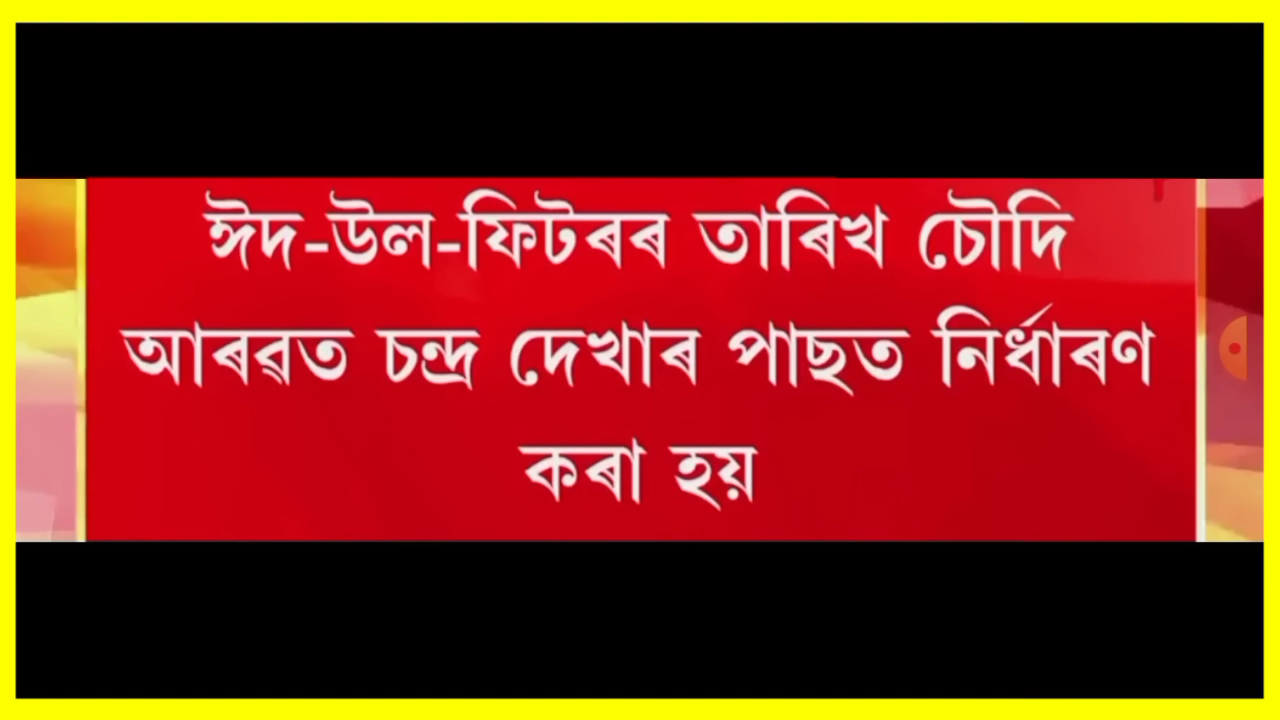 ঈদ-উল-ফিটৰৰ তাৰিখ চৌদি
আৰৱত চন্দ্ৰ দেখাৰ পাছত নিৰ্ধাৰণ
কৰা হয়